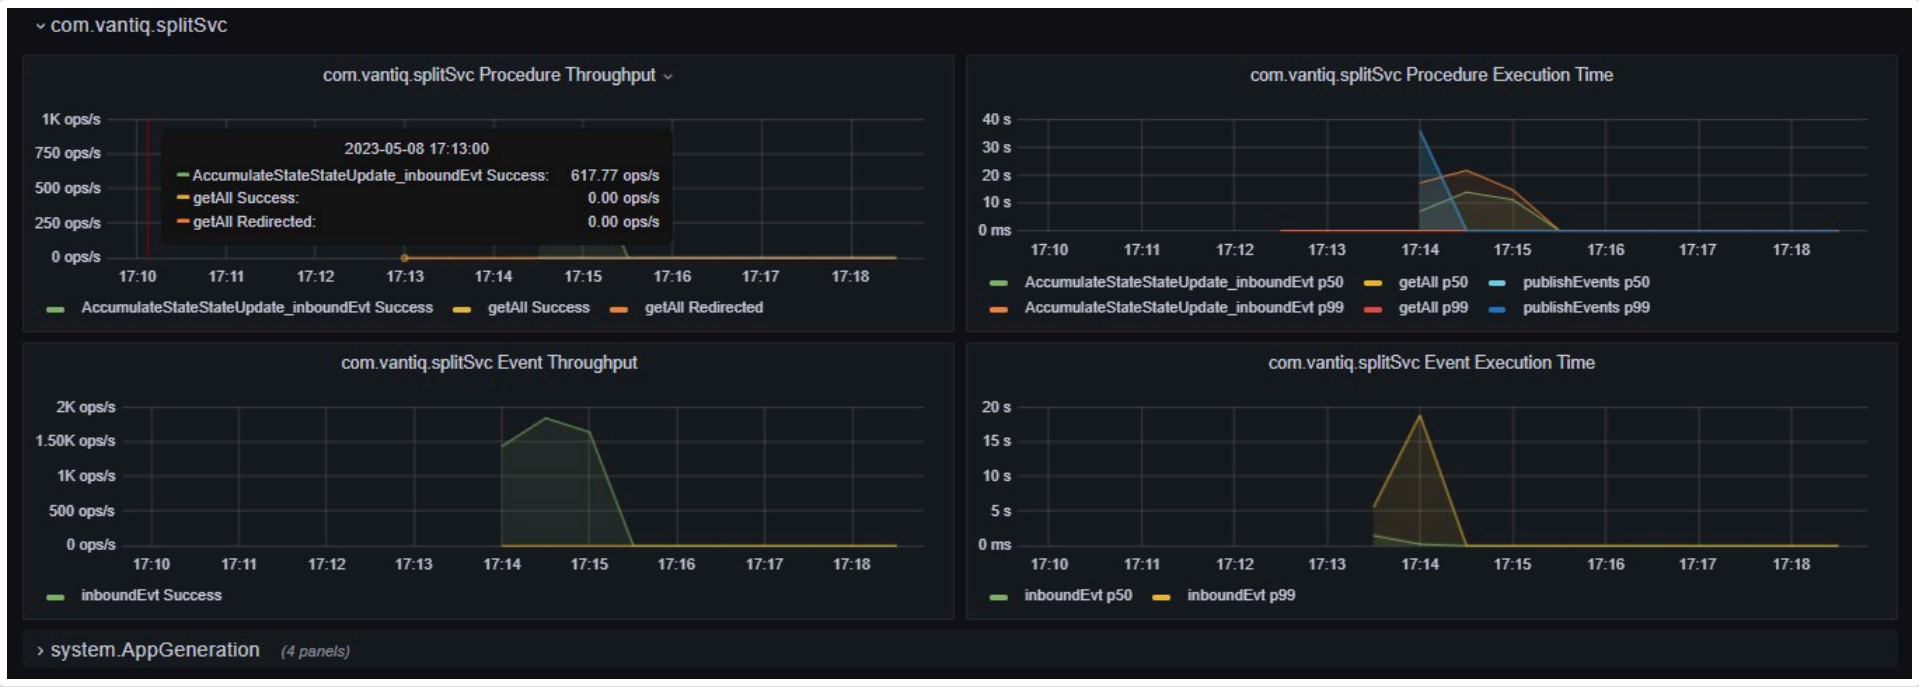 com.vantiq.splitSvc
com.vantiq.splitSvc Procedure Throughput
1K ops/s
750 ops/s
500 ops/s
250 ops/s
0 ops/s
2023-05-08 17:13:00
AccumulateStateStateUpdate_inboundEvt Success: 617.77 ops/s
getAll Success: 0.00 ops/s
getAll Redirected: 0.00 ops/s
17:10 17:11 17:12 17:13 17:14 17:15 17:16 17:17 17:18
AccumulateStateStateUpdate_inboundEvt Success getAll Success getAll Redirected
com.vantiq.splitSvc Procedure Execution Time
40 s
30 s
20 s
10 s
0 ms
17:10 17:11 17:12 17:13 17:14 17:15 17:16 17:17 17:18
AccumulateStateStateUpdate_inboundEvt p50 getAll p50 publishEvents p50
AccumulateStateStateUpdate_inboundEvt p99 getAll p99 publishEvents p99
com.vantiq.splitSvc Event Throughput
2K ops/s
1.50K ops/s
1K ops/s
500 ops/s
0 ops/s
17:10 17:11 17:12 17:13 17:14 17:15 17:16 17:17 17:18
inboundEvt Success
com.vantiq.splitSvc Event Execution Time
20 s
15 s
10 s
5 s
0 ms
17:10 17:11 17:12 17:13 17:14 17:15 17:16 17:17 17:18
inboundEvt p50 inboundEvt p99
system.AppGeneration (4 panels)